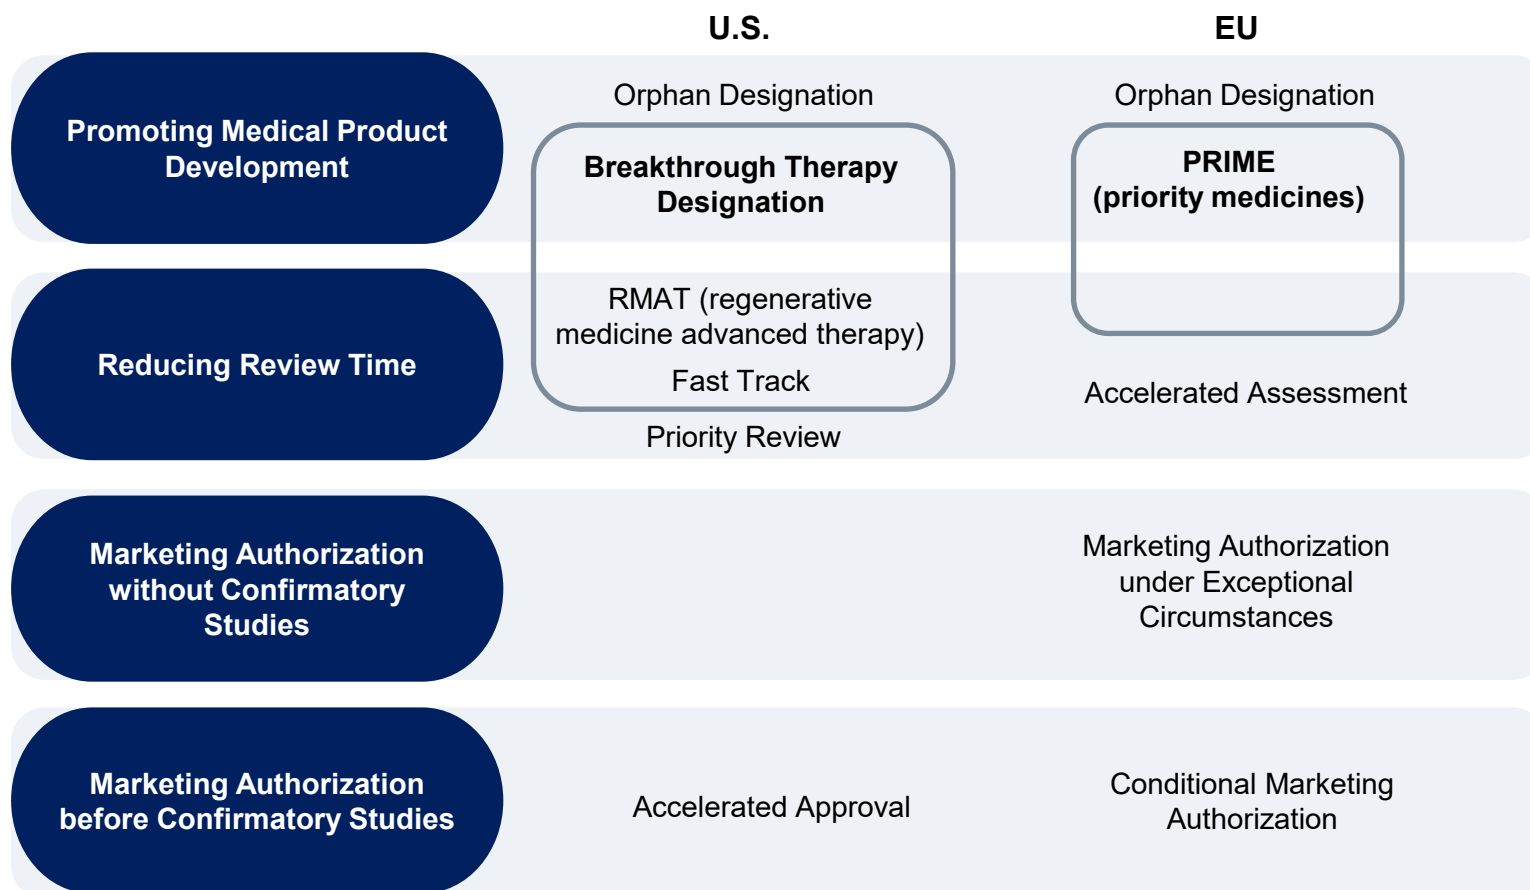 U.S.
EU
Promoting Medical Product
Development
Orphan Designation
Breakthrough Therapy
Designation
Orphan Designation
PRIME
(priority medicines)
Reducing Review Time
RMAT (regenerative
medicine advanced therapy)
Fast Track
Priority Review
Accelerated Assessment
Marketing Authorization
without Confirmatory
Studies
Marketing Authorization
under Exceptional
Circumstances
Marketing Authorization
before Confirmatory Studies
Accelerated Approval
Conditional Marketing
Authorization